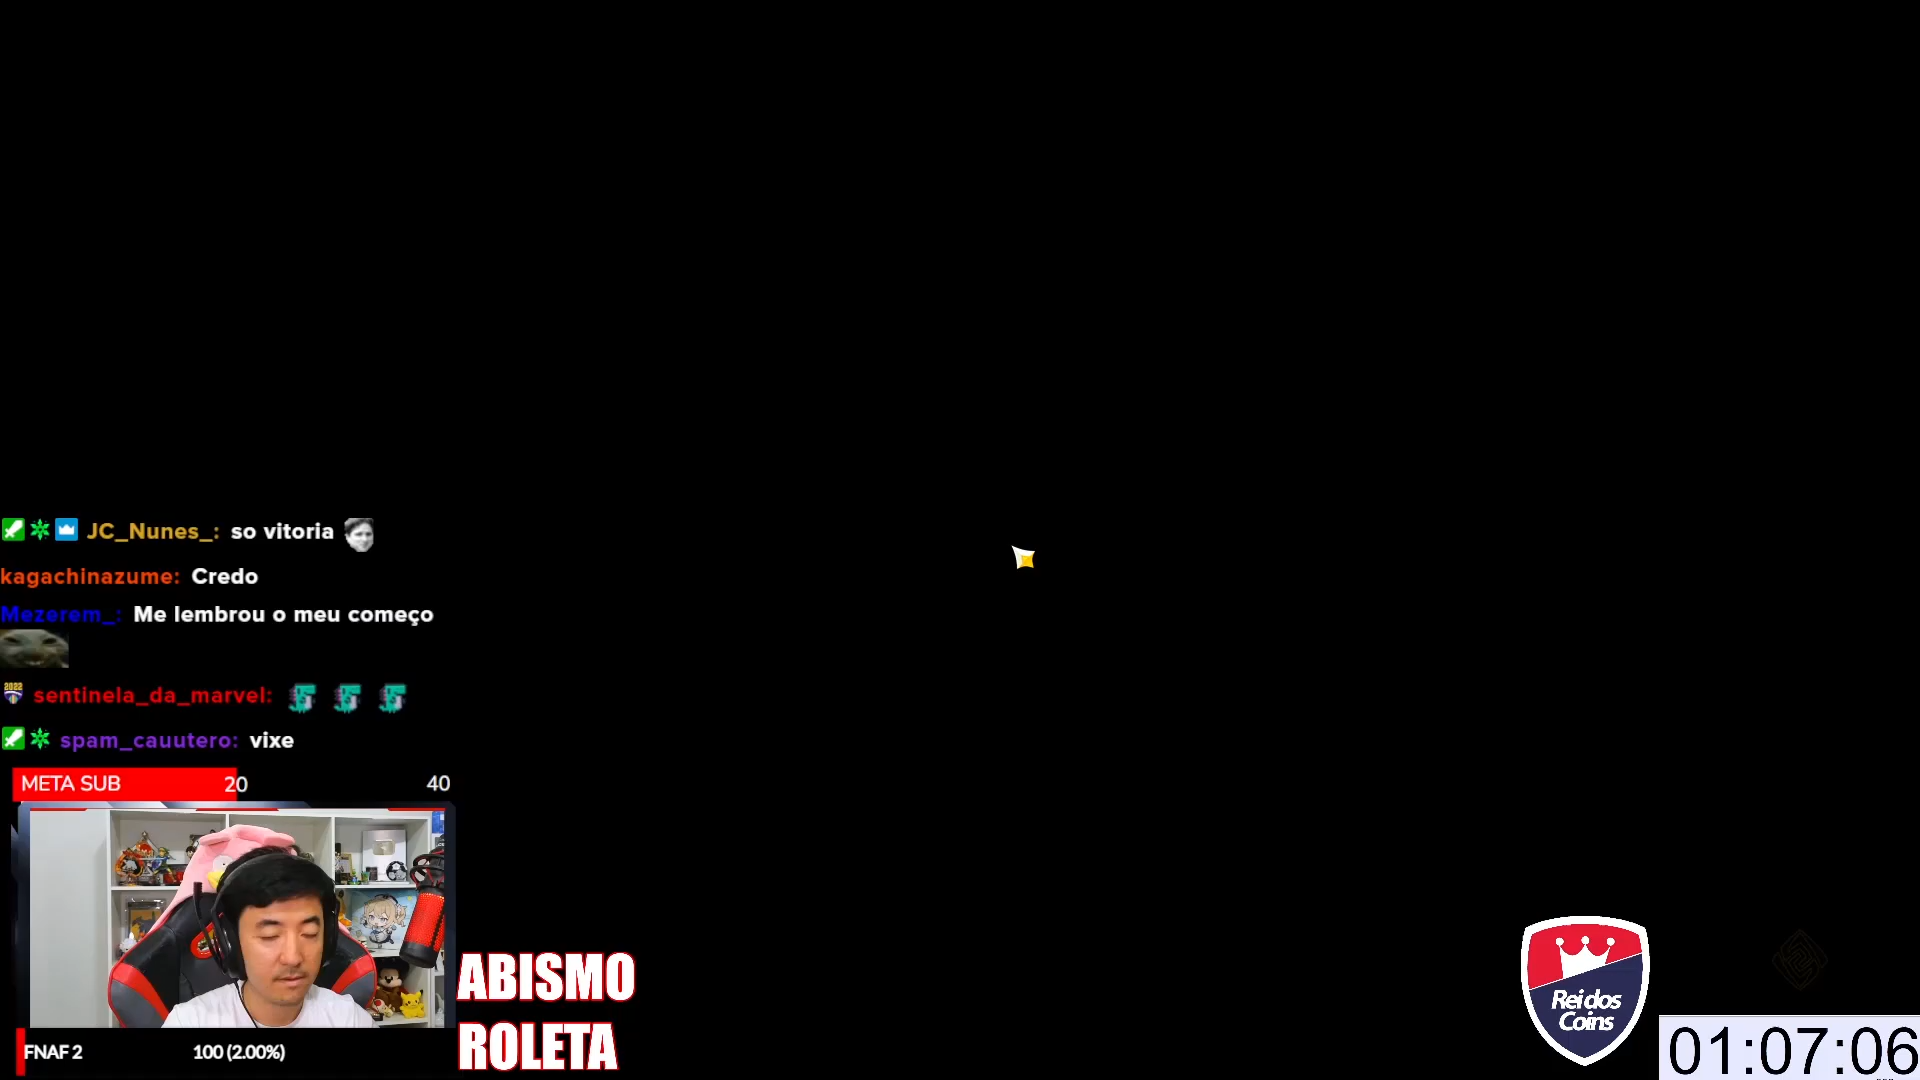 JC_Nunes_: so vitoria
kagachinazume: Credo
Mezerem_: Me lembrou o meu começo
2022 sentinela_da_marvel:
spam_cauutero: vixe
META SUB 20 40
ABISMO
ROLETA
FNAF 2 100 (2.00%)
Rei dos
Coins
01:07:06